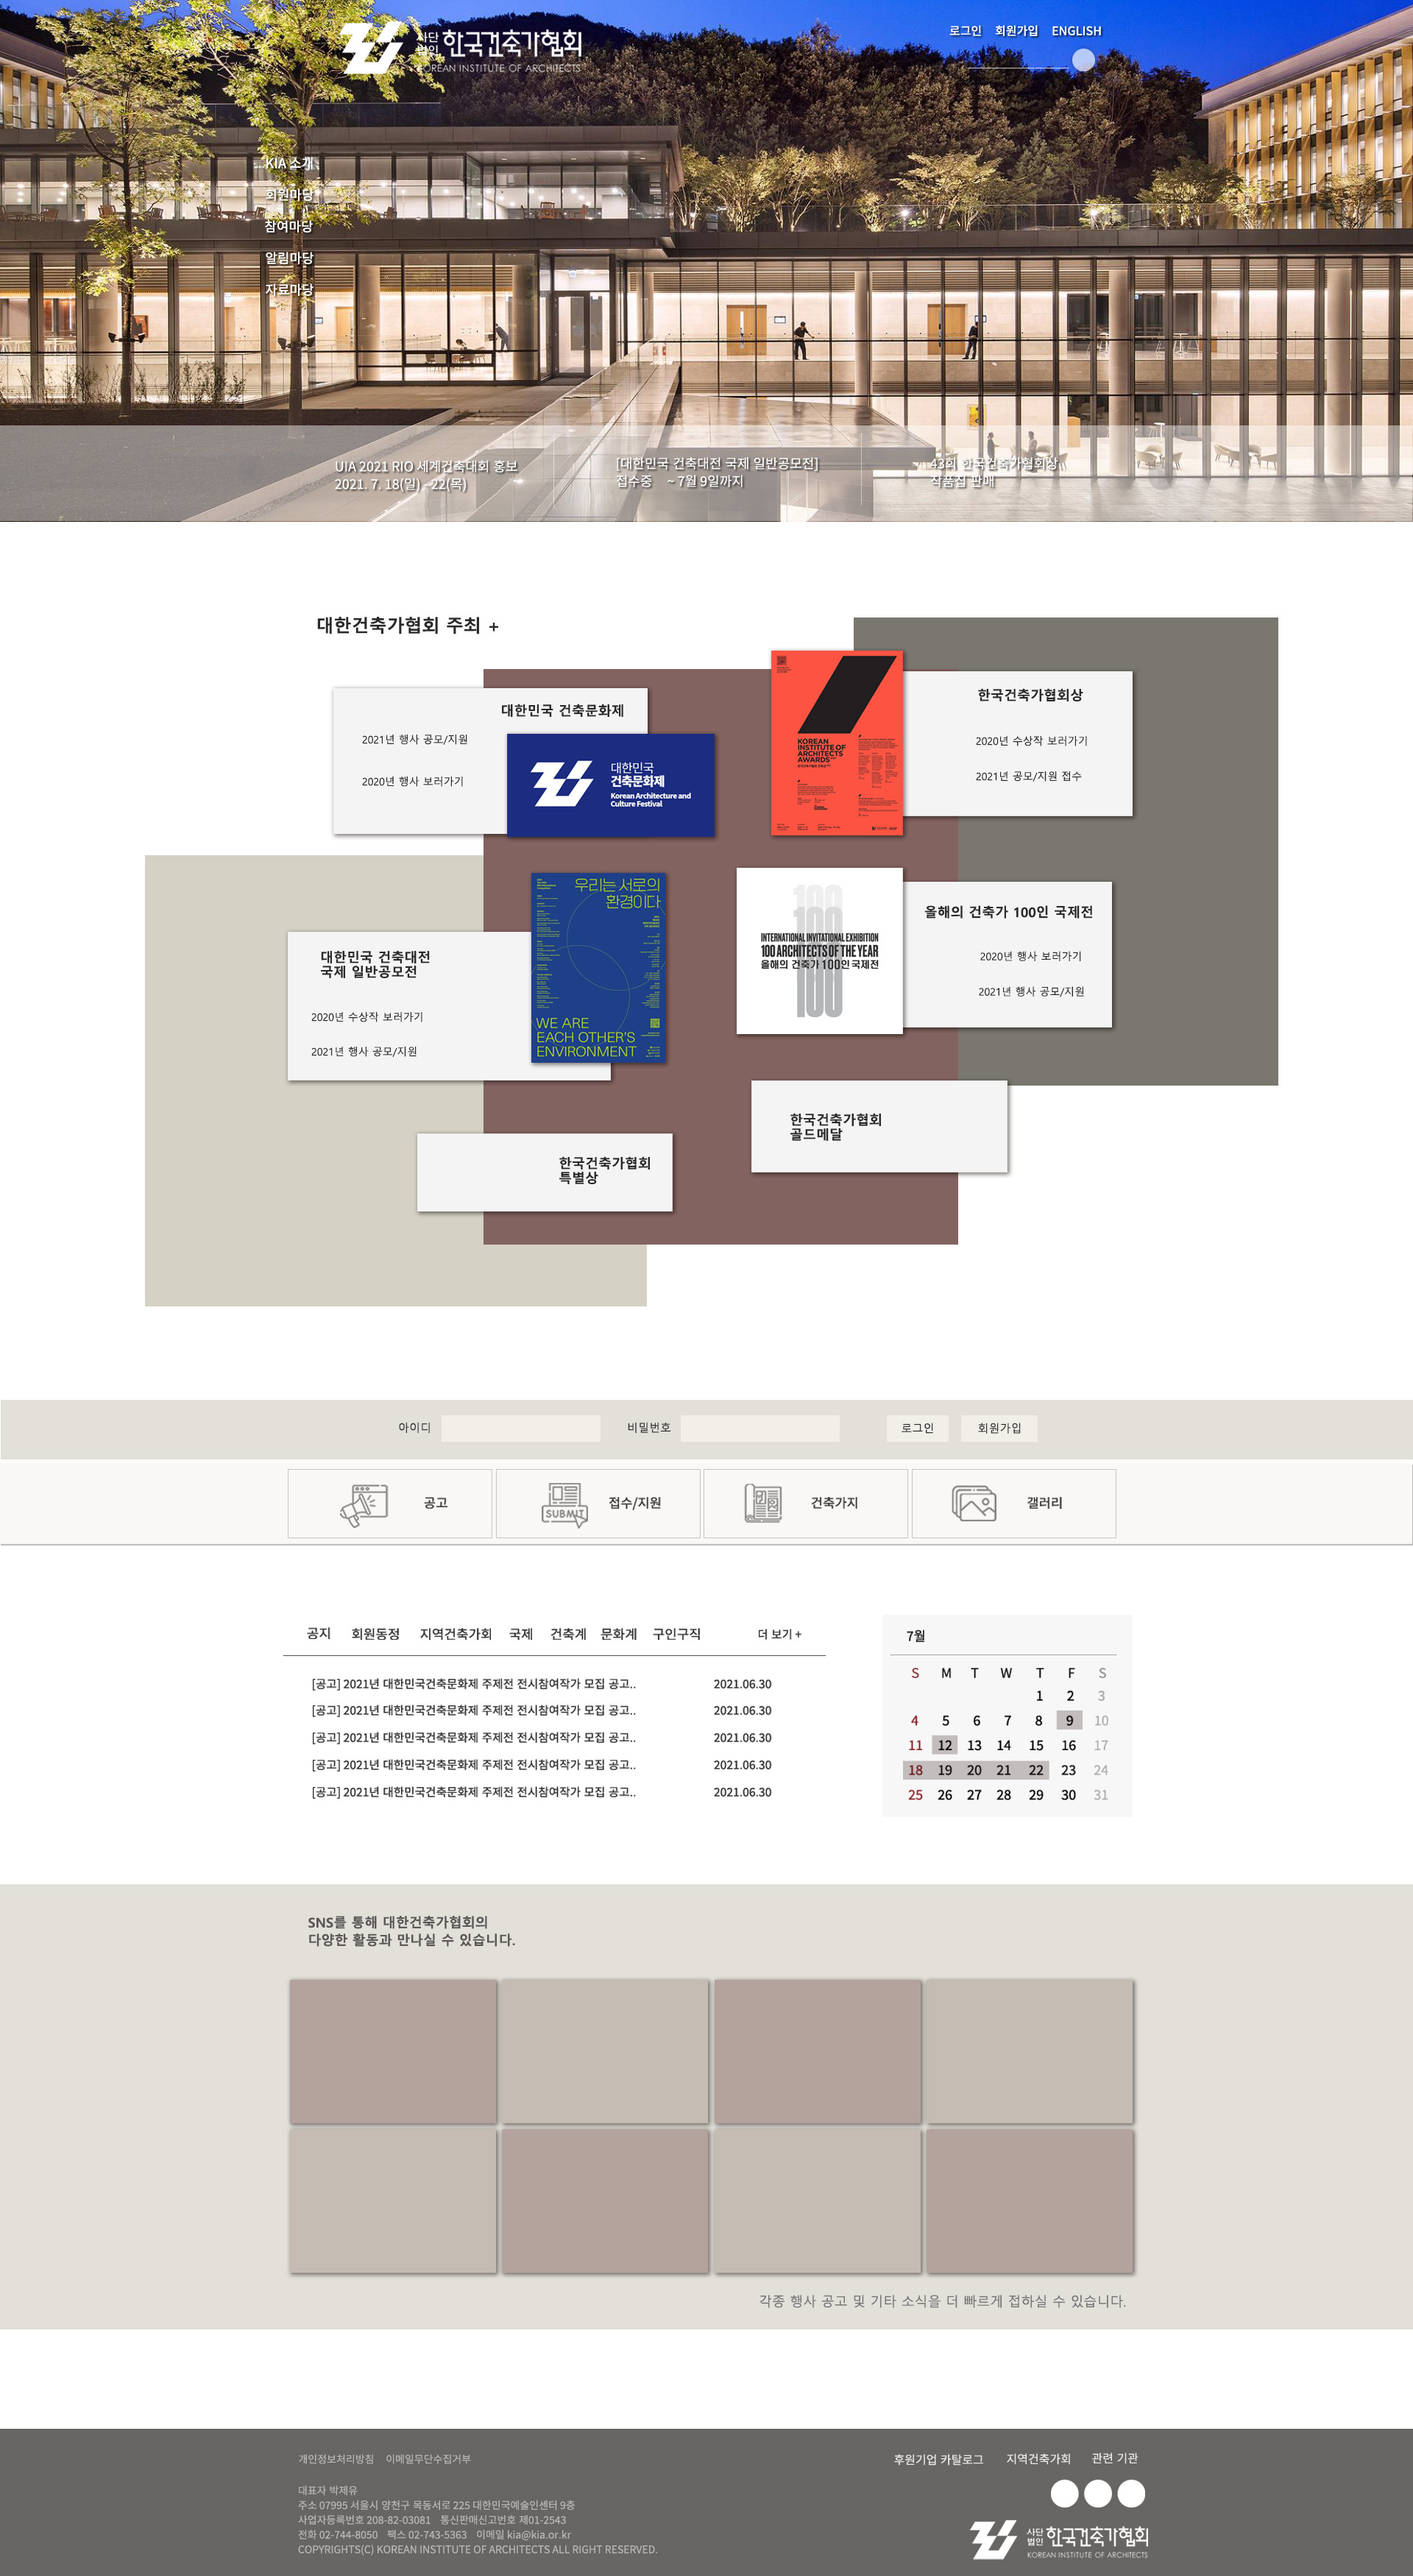 사단
법인 한국건축가협회
KOREAN INSTITUTE OF ARCHITECTS
로그인 회원가입 ENGLISH
KIA 소개
회원마당
참여마당
알림마당
자료마당
UIA 2021 RIO 세계건축대회 홍보
2021. 7. 18(일) - 22(목)
[대한민국 건축대전 국제 일반공모전]
접수중 ~ 7월 9일까지
43회 한국건축가협회상
작품집 판매
대한건축가협회 주최 +
대한민국 건축문화제
2021년 행사 공모/지원
2020년 행사 보러가기
대한민국
건축문화제
Korean Architecture and
Culture Festival
KOREAN
INSTITUTE OF
ARCHITECTS
AWARDS
한국건축가협회상
2020년 수상작 보러가기
2021년 공모/지원 접수
대한민국 건축대전
국제 일반공모전
2020년 수상작 보러가기
2021년 행사 공모/지원
우리는 서로의
환경이다
WE ARE
EACH OTHER'S
ENVIRONMENT
100
INTERNATIONAL INVITATIONAL EXHIBITION
100 ARCHITECTS OF THE YEAR
올해의 건축가 100인 국제전
100
올해의 건축가 100인 국제전
2020년 행사 보러가기
2021년 행사 공모/지원
한국건축가협회
골드메달
한국건축가협회
특별상
아이디 비밀번호 로그인 회원가입
공고 SUBMIT 접수/지원 건축가지 갤러리
공지 회원동정 지역건축가회 국제 건축계 문화계 구인구직 더 보기 +
[공고] 2021년 대한민국건축문화제 주제전 전시참여작가 모집 공고.. 2021.06.30
[공고] 2021년 대한민국건축문화제 주제전 전시참여작가 모집 공고.. 2021.06.30
[공고] 2021년 대한민국건축문화제 주제전 전시참여작가 모집 공고.. 2021.06.30
[공고] 2021년 대한민국건축문화제 주제전 전시참여작가 모집 공고.. 2021.06.30
[공고] 2021년 대한민국건축문화제 주제전 전시참여작가 모집 공고.. 2021.06.30
7월
S M T W T F S
1 2 3
4 5 6 7 8 9 10
11 12 13 14 15 16 17
18 19 20 21 22 23 24
25 26 27 28 29 30 31
SNS를 통해 대한건축가협회의
다양한 활동과 만나실 수 있습니다.
각종 행사 공고 및 기타 소식을 더 빠르게 접하실 수 있습니다.
개인정보처리방침 이메일무단수집거부
대표자 박제유
주소 07995 서울시 양천구 목동서로 225 대한민국예술인센터 9층
사업자등록번호 208-82-03081 통신판매신고번호 제01-2543
전화 02-744-8050 팩스 02-743-5363 이메일 kia@kia.or.kr
COPYRIGHTS(C) KOREAN INSTITUTE OF ARCHITECTS ALL RIGHT RESERVED.
후원기업 카탈로그 지역건축가회 관련 기관
사단
법인 한국건축가협회
KOREAN INSTITUTE OF ARCHITECTS